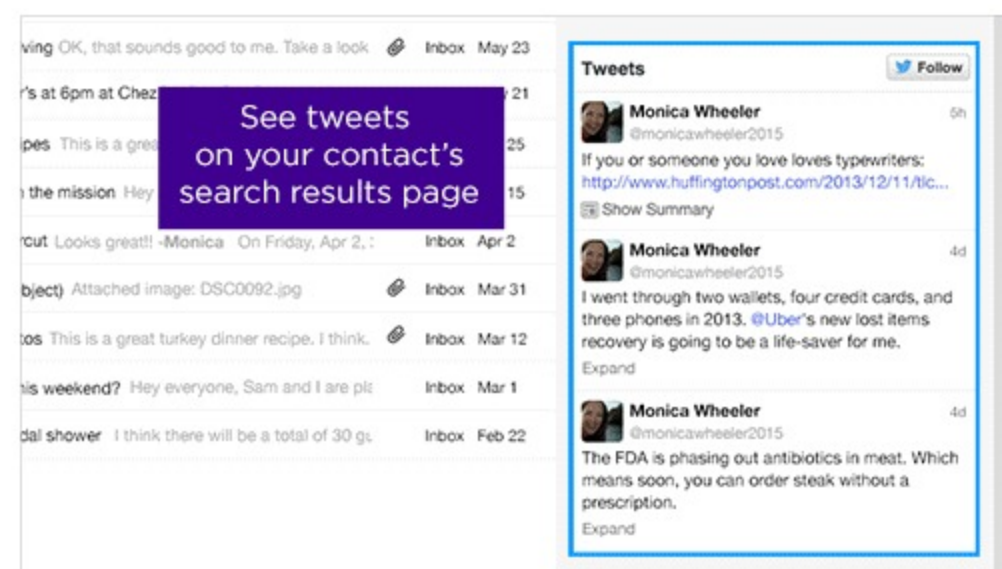 ving OK, that sounds good to me. Take a look Inbox May 23
r's at 6pm at Chez 21
pes This is a grea 25
n the mission Hey 15
rcut Looks great!! -Monica On Friday, Apr 2, : Inbox Apr 2
bject) Attached image: DSC0092.jpg Inbox Mar 31
tos This is a great turkey dinner recipe. I think. Inbox Mar 12
his weekend? Hey everyone, Sam and I are pla Inbox Mar 1
dal shower I think there will be a total of 30 gu Inbox Feb 22
See tweets
on your contact's
search results page
Tweets Follow
Monica Wheeler 5h
@monicawheeler2015
If you or someone you love loves typewriters:
http://www.huffingtonpost.com/2013/12/11/tlc...
Show Summary
Monica Wheeler 4d
@monicawheeler2015
I went through two wallets, four credit cards, and
three phones in 2013. @Uber's new lost items
recovery is going to be a life-saver for me.
Expand
Monica Wheeler 4d
@monicawheeler2015
The FDA is phasing out antibiotics in meat. Which
means soon, you can order steak without a
prescription.
Expand